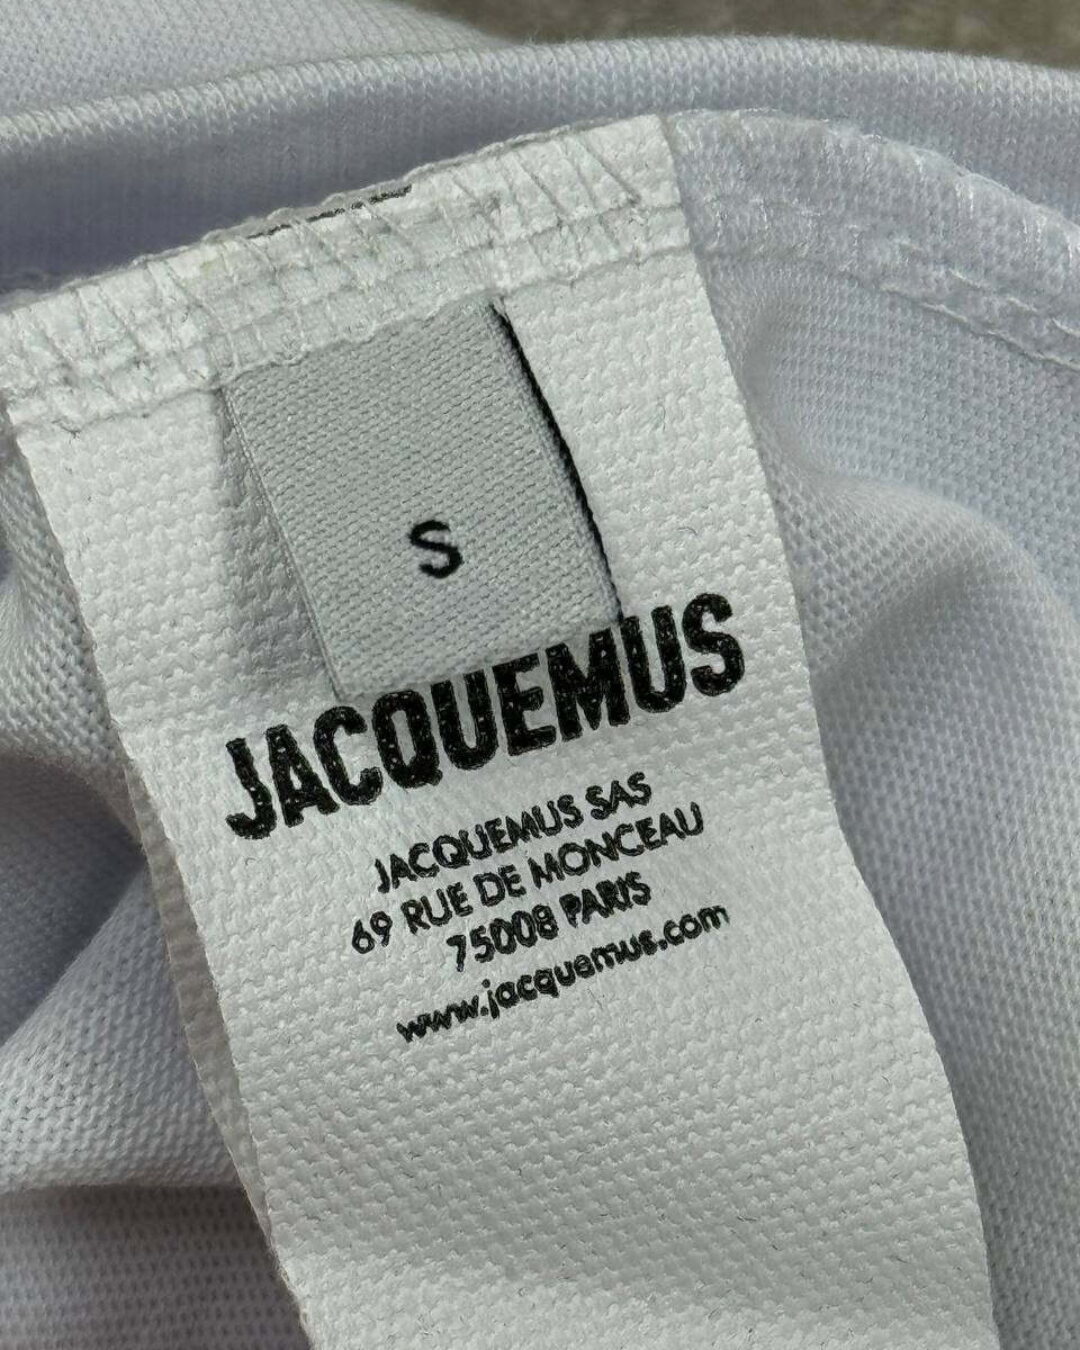 S
JACQUEMUS
JACQUEMUS SAS
69 RUE DE MONCEAU
75008 PARIS
www.jacquemus.com